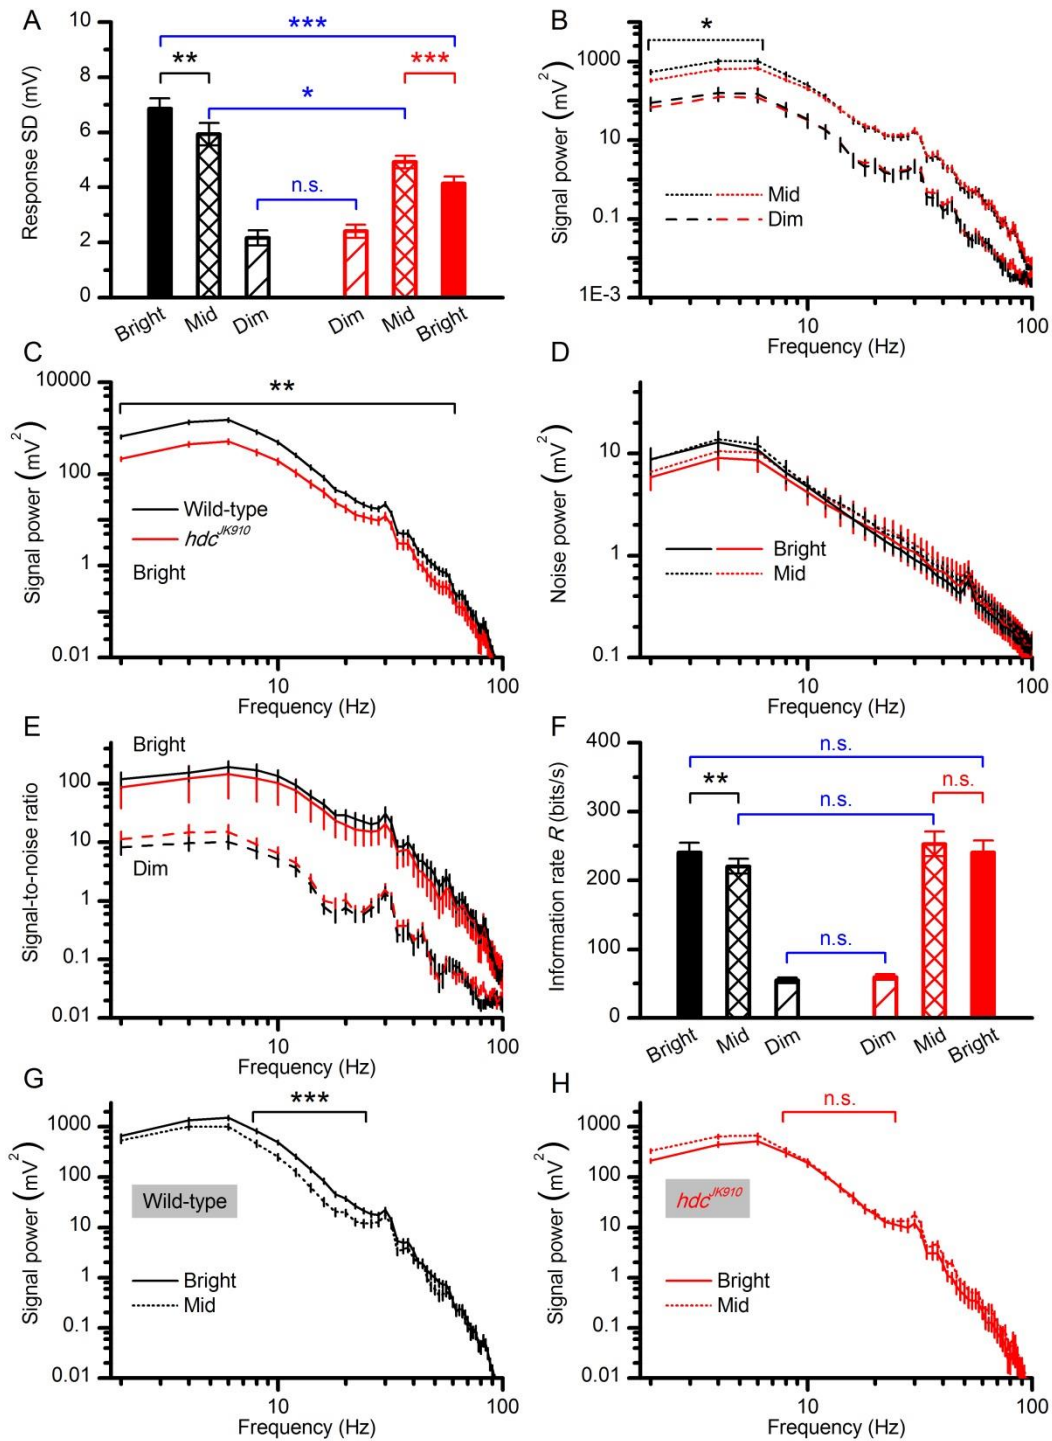 A
Response SD (mV)
10
8
6
4
2
0
***
**
***
*
n.s.
Bright
Mid
Dim
Dim
Mid
Bright
B
Signal power (mV²)
1000
10
0.1
1E-3
*
Mid
Dim
10
100
Frequency (Hz)
C
Signal power (mV²)
10000
100
1
0.01
**
Wild-type
hdcJK910
Bright
10
100
Frequency (Hz)
D
Noise power (mV²)
10
1
0.1
Bright
Mid
10
100
Frequency (Hz)
E
Signal-to-noise ratio
100
10
1
0.1
0.01
Bright
Dim
10
100
Frequency (Hz)
F
Information rate R (bits/s)
400
300
200
100
0
n.s.
**
n.s.
n.s.
n.s.
Bright
Mid
Dim
Dim
Mid
Bright
G
Signal power (mV²)
1000
100
10
1
0.1
0.01
***
Wild-type
Bright
Mid
10
100
Frequency (Hz)
H
Signal power (mV²)
1000
100
10
1
0.1
0.01
n.s.
hdcJK910
Bright
Mid
10
100
Frequency (Hz)